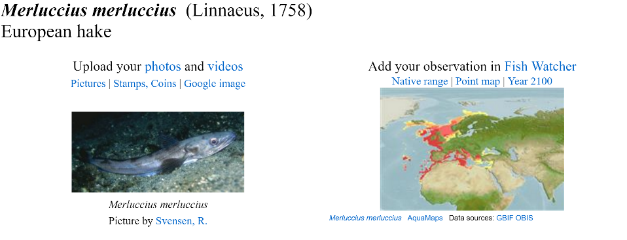 Merluccius merluccius (Linnaeus, 1758)
European hake
Upload your photos and videos
Pictures | Stamps, Coins | Google image
Merluccius merluccius
Picture by Svensen, R.
Add your observation in Fish Watcher
Native range | Point map | Year 2100
Merluccius merluccius AquaMaps Data sources: GBIF OBIS